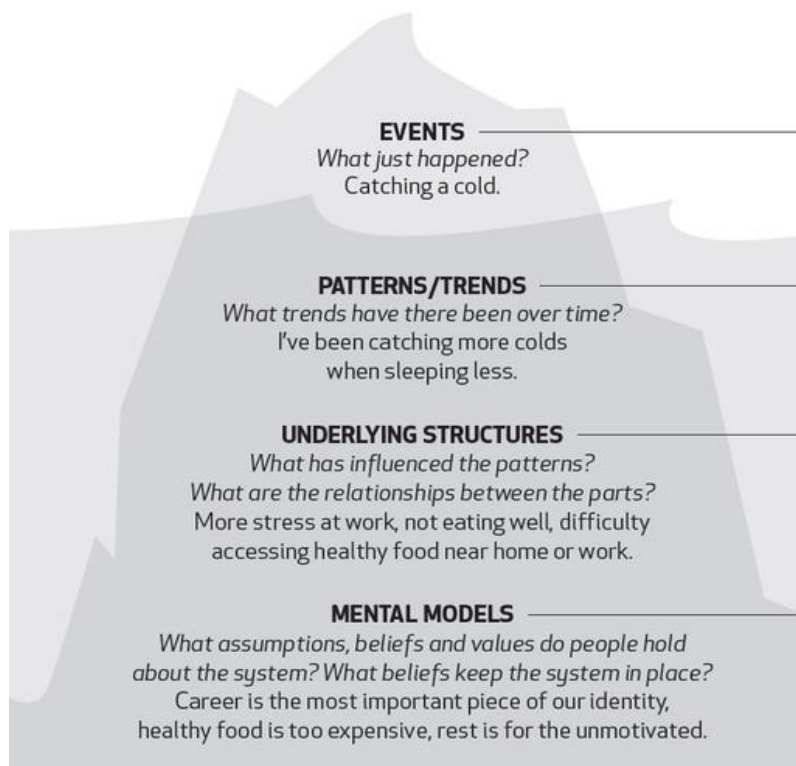 EVENTS
What just happened?
Catching a cold.
PATTERNS/TRENDS
What trends have there been over time?
I've been catching more colds
when sleeping less.
UNDERLYING STRUCTURES
What has influenced the patterns?
What are the relationships between the parts?
More stress at work, not eating well, difficulty
accessing healthy food near home or work.
MENTAL MODELS
What assumptions, beliefs and values do people hold
about the system? What beliefs keep the system in place?
Career is the most important piece of our identity,
healthy food is too expensive, rest is for the unmotivated.